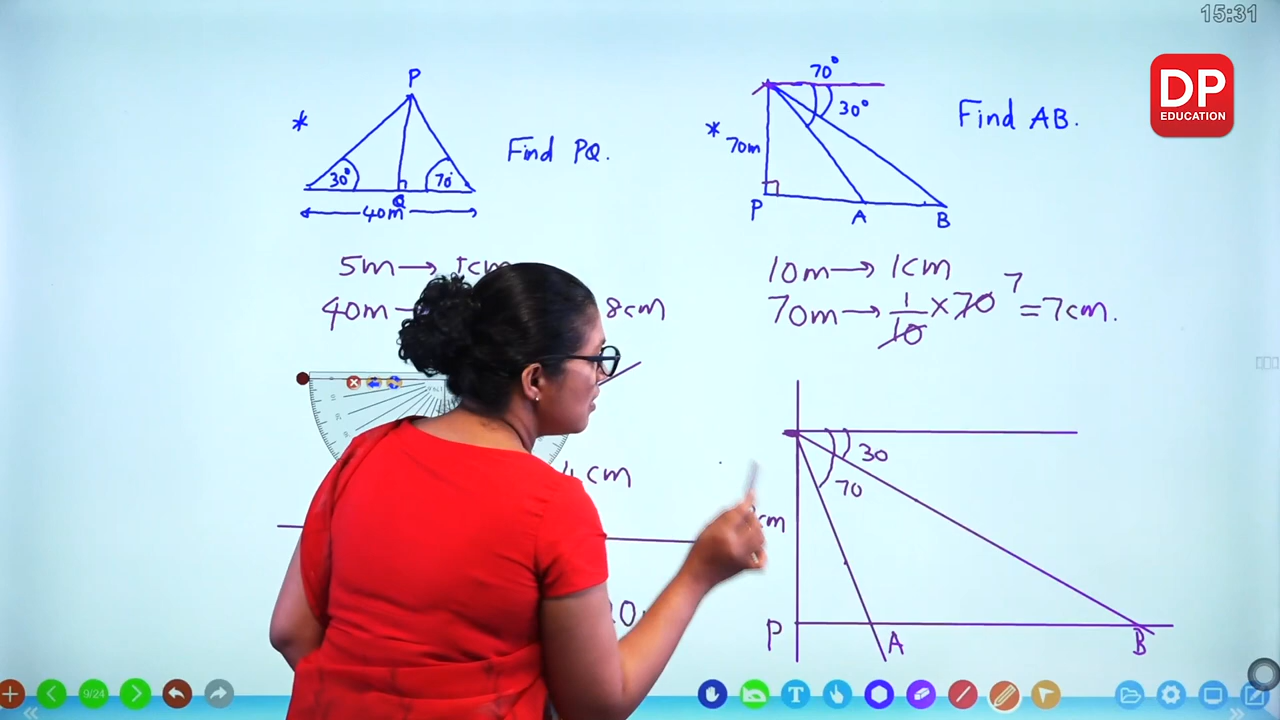 15:31
DP
EDUCATION
P
*
30°
70°
Q
40m
Find PQ.
70°
30°
*
70m
P
A
B
Find AB.
5m→ 1cm
40m→
8cm
4cm
10m→ 1cm
70m→ 1/10 ×70 7 =7cm.
30
70
cm
P
A
B
9/24